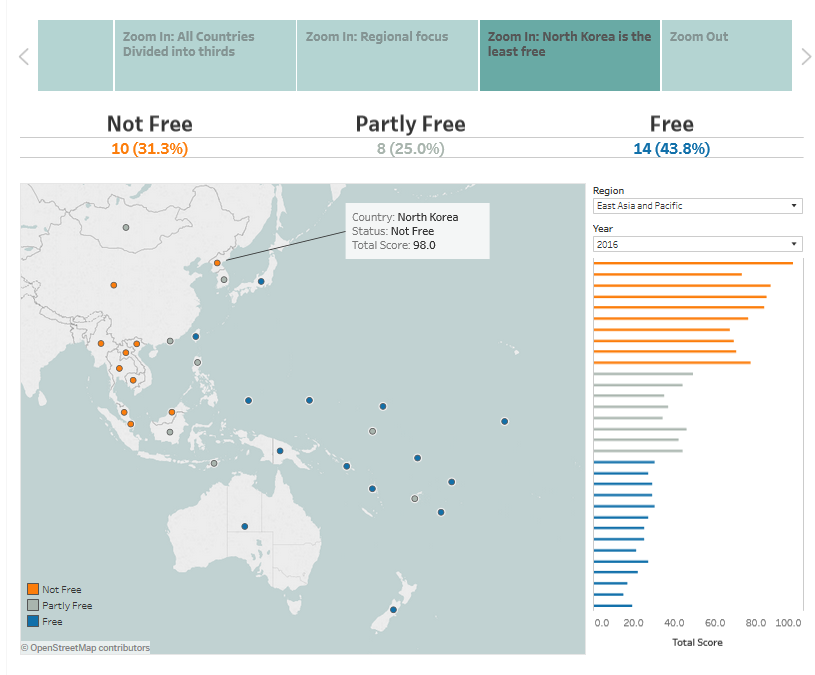 Zoom In: All Countries
Divided into thirds
Zoom In: Regional focus
Zoom In: North Korea is the
least free
Zoom Out
Not Free
Partly Free
Free
10 (31.3%)
8 (25.0%)
14 (43.8%)
Country: North Korea
Status: Not Free
Total Score: 98.0
Region
East Asia and Pacific
Year
2016
Not Free
Partly Free
Free
© OpenStreetMap contributors
0.0 20.0 40.0 60.0 80.0 100.0
Total Score